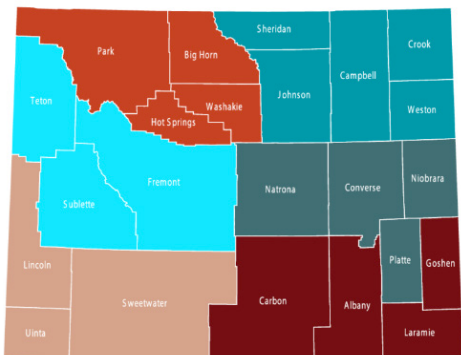 Sheridan
Crook
Park
Big Horn
Campbell
Teton
Johnson
Washakie
Weston
Hot Springs
Fremont
Natrona
Converse
Niobrara
Sublette
Lincoln
Platte
Goshen
Sweetwater
Carbon
Albany
Uinta
Laramie